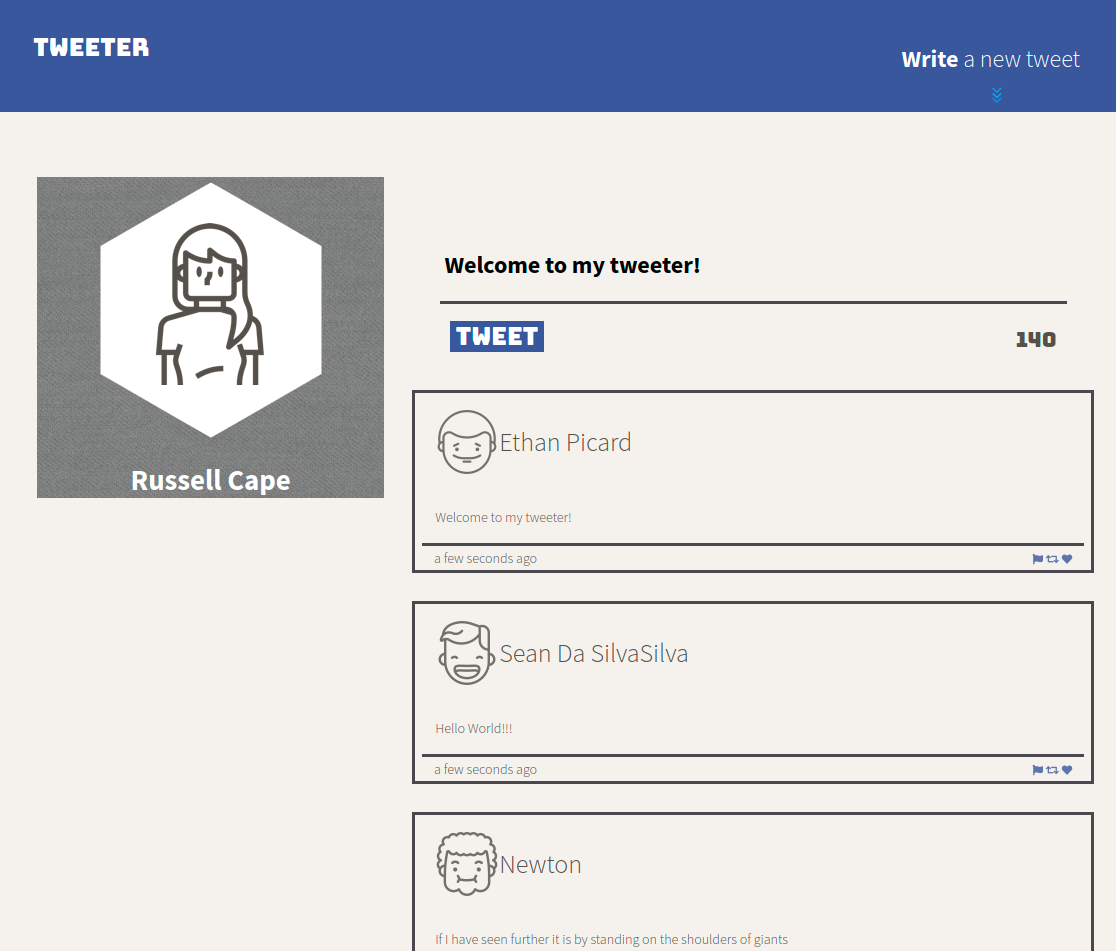 TWEETER
Write a new tweet
Russell Cape
Welcome to my tweeter!
TWEET
140
Ethan Picard
Welcome to my tweeter!
a few seconds ago
Sean Da SilvaSilva
Hello World!!!
a few seconds ago
Newton
If I have seen further it is by standing on the shoulders of giants